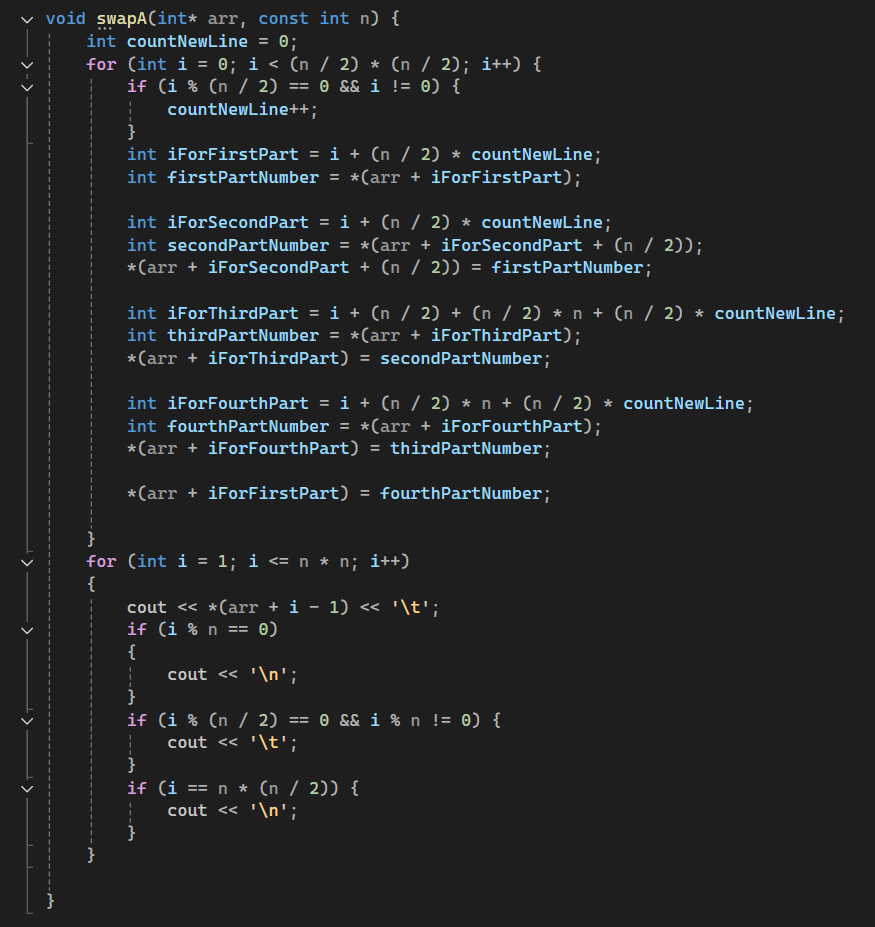 void swapA(int* arr, const int n) {
    int countNewLine = 0;
    for (int i = 0; i < (n / 2) * (n / 2); i++) {
        if (i % (n / 2) == 0 && i != 0) {
            countNewLine++;
        }
        int iForFirstPart = i + (n / 2) * countNewLine;
        int firstPartNumber = *(arr + iForFirstPart);

        int iForSecondPart = i + (n / 2) * countNewLine;
        int secondPartNumber = *(arr + iForSecondPart + (n / 2));
        *(arr + iForSecondPart + (n / 2)) = firstPartNumber;

        int iForThirdPart = i + (n / 2) + (n / 2) * n + (n / 2) * countNewLine;
        int thirdPartNumber = *(arr + iForThirdPart);
        *(arr + iForThirdPart) = secondPartNumber;

        int iForFourthPart = i + (n / 2) * n + (n / 2) * countNewLine;
        int fourthPartNumber = *(arr + iForFourthPart);
        *(arr + iForFourthPart) = thirdPartNumber;

        *(arr + iForFirstPart) = fourthPartNumber;

    }
    for (int i = 1; i <= n * n; i++)
    {
        cout << *(arr + i - 1) << '\t';
        if (i % n == 0)
        {
            cout << '\n';
        }
        if (i % (n / 2) == 0 && i % n != 0) {
            cout << '\t';
        }
        if (i == n * (n / 2)) {
            cout << '\n';
        }
    }

}